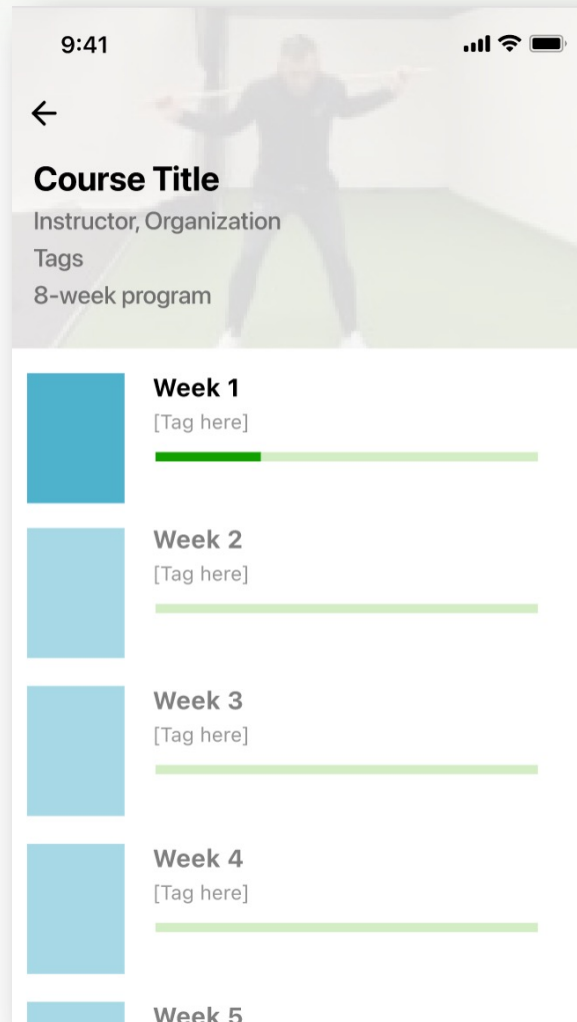 9:41
Course Title
Instructor, Organization
Tags
8-week program
Week 1
[Tag here]
Week 2
[Tag here]
Week 3
[Tag here]
Week 4
[Tag here]
Week 5